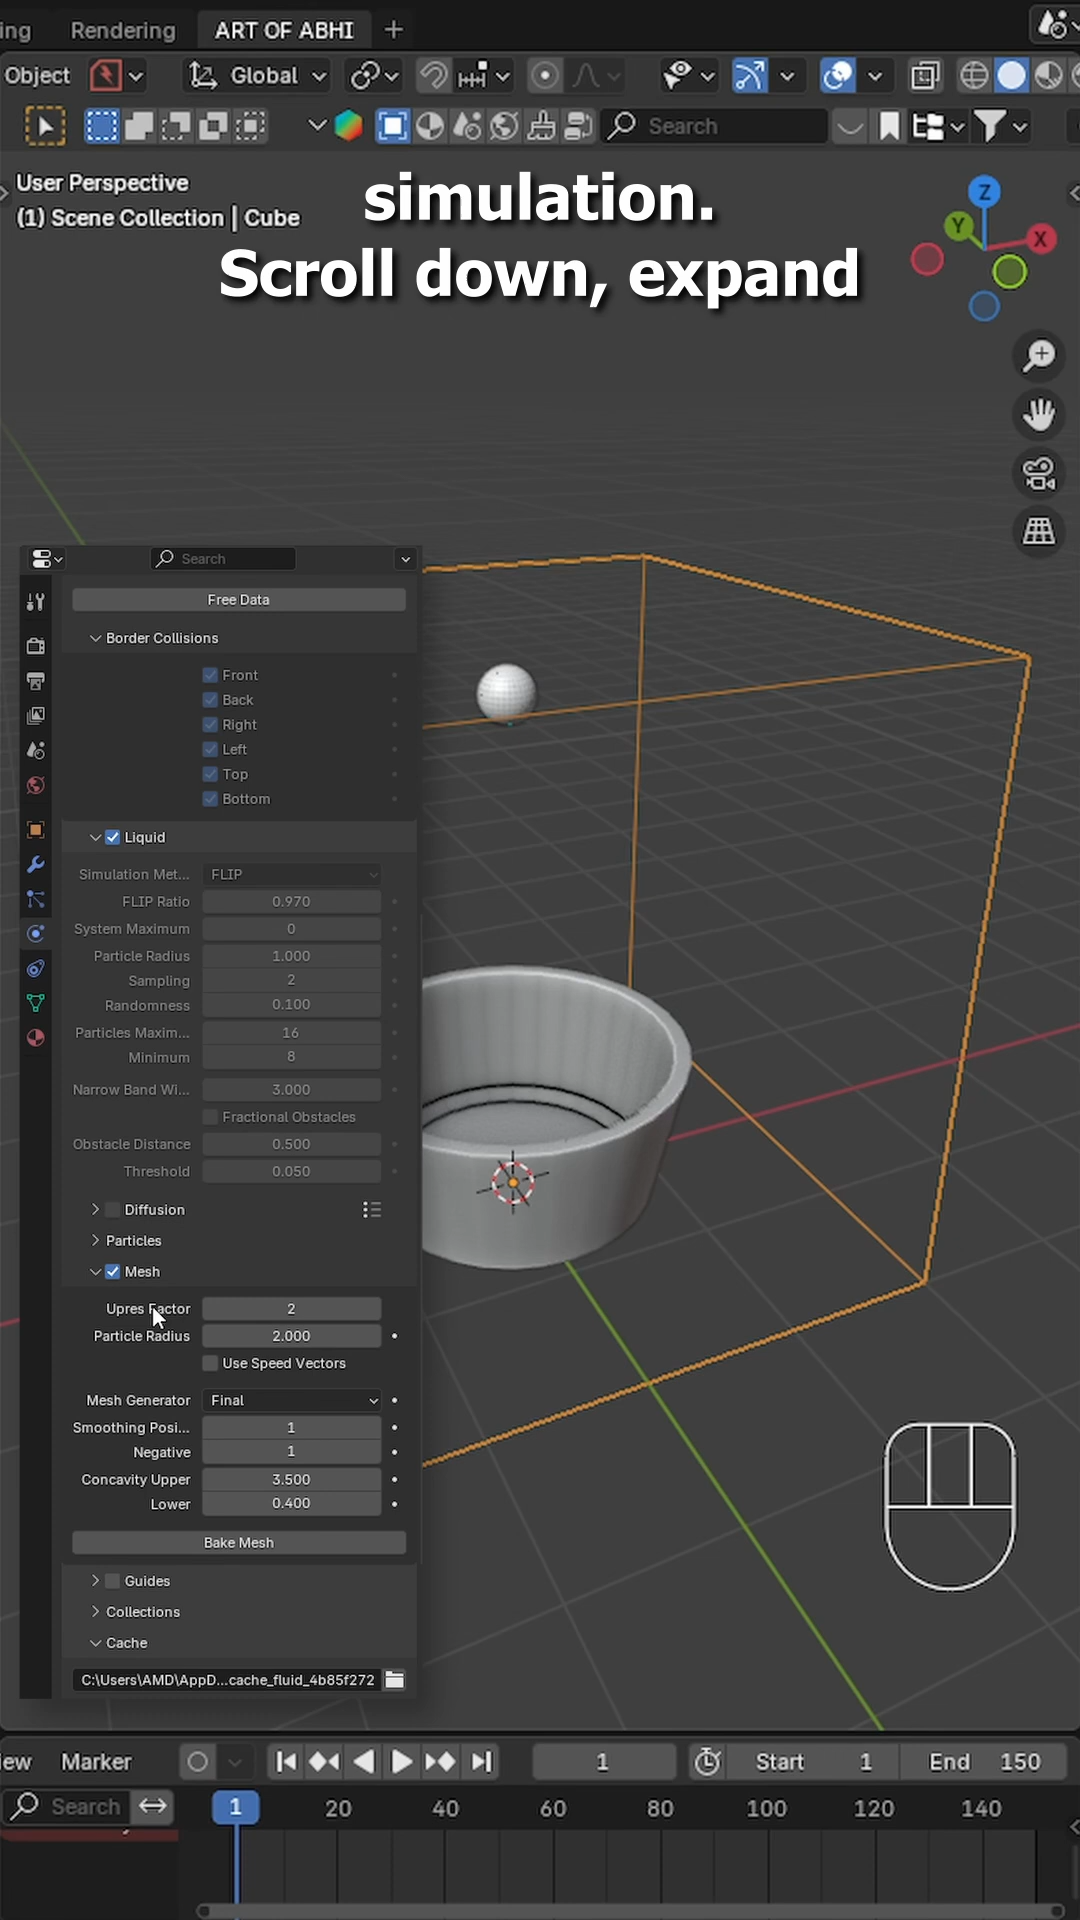 ing Rendering ART OF ABHI +
Object Global
Search
User Perspective
(1) Scene Collection | Cube
simulation.
Scroll down, expand
Z
Y
X
Search
Free Data
Border Collisions
Front
Back
Right
Left
Top
Bottom
Liquid
Simulation Met... FLIP
FLIP Ratio 0.970
System Maximum 0
Particle Radius 1.000
Sampling 2
Randomness 0.100
Particles Maxim... 16
Minimum 8
Narrow Band Wi... 3.000
Fractional Obstacles
Obstacle Distance 0.500
Threshold 0.050
Diffusion
Particles
Mesh
Upres Factor 2
Particle Radius 2.000
Use Speed Vectors
Mesh Generator Final
Smoothing Posi... 1
Negative 1
Concavity Upper 3.500
Lower 0.400
Bake Mesh
Guides
Collections
Cache
C:\Users\AMD\AppD...cache_fluid_4b85f272
iew Marker 1 Start 1 End 150
Search 1 20 40 60 80 100 120 140